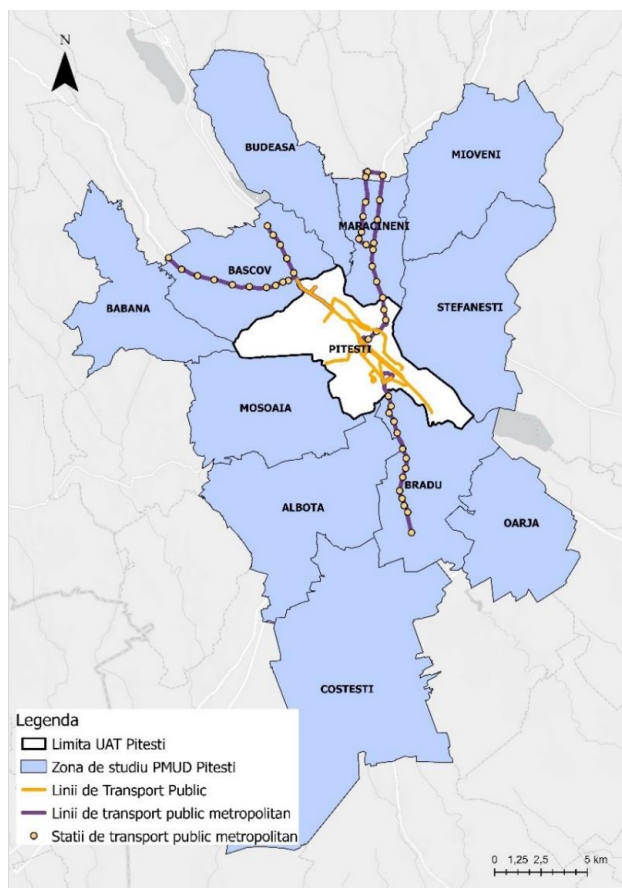 N
BUDEASA
MIOVENI
MARACINENI
BASCOV
BABANA
STEFANESTI
PITESTI
MOSOAIA
BRADU
ALBOTA
OARJA
COSTESTI
Legenda
Limita UAT Pitesti
Zona de studiu PMUD Pitesti
Linii de Transport Public
Linii de transport public metropolitan
Statii de transport public metropolitan
0 1,25 2,5 5 km